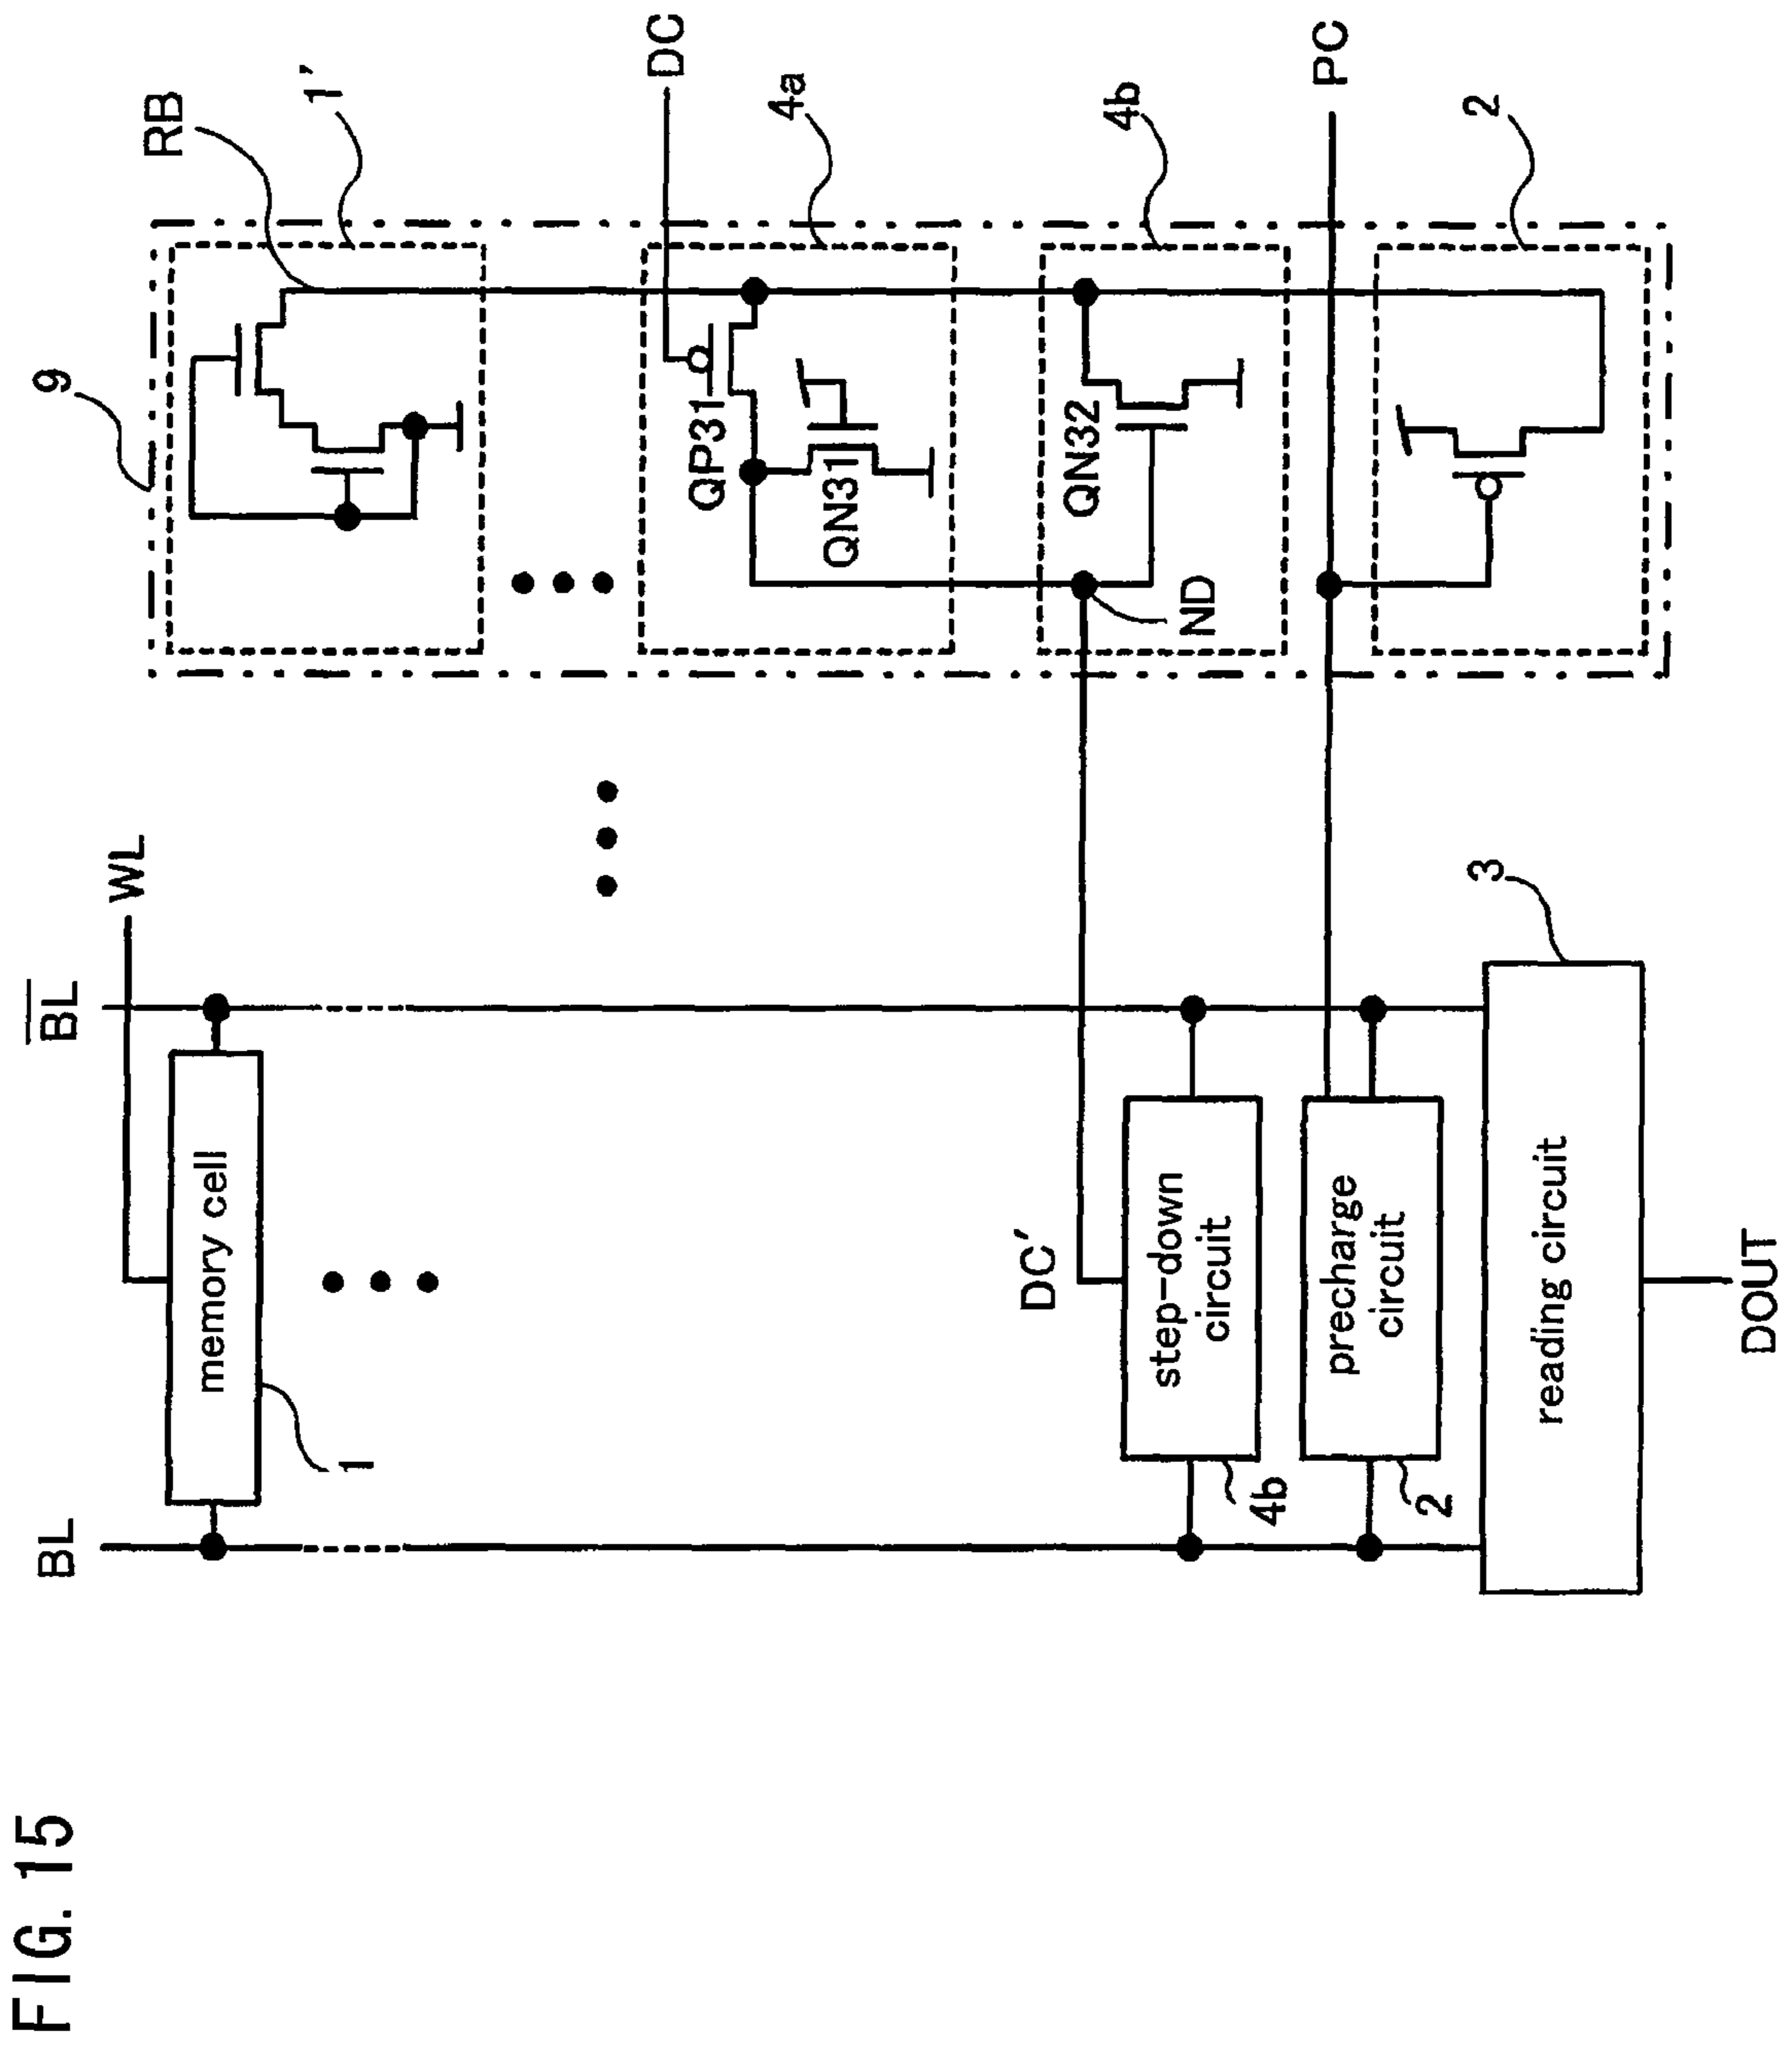 FIG. 15
BL
BL
WL
9
RB
1'
memory cell
1
DC
QP31
4a
QN31
DC'
QN32
4b
step-down
circuit
4b
ND
PC
precharge
circuit
2
2
reading circuit
3
DOUT